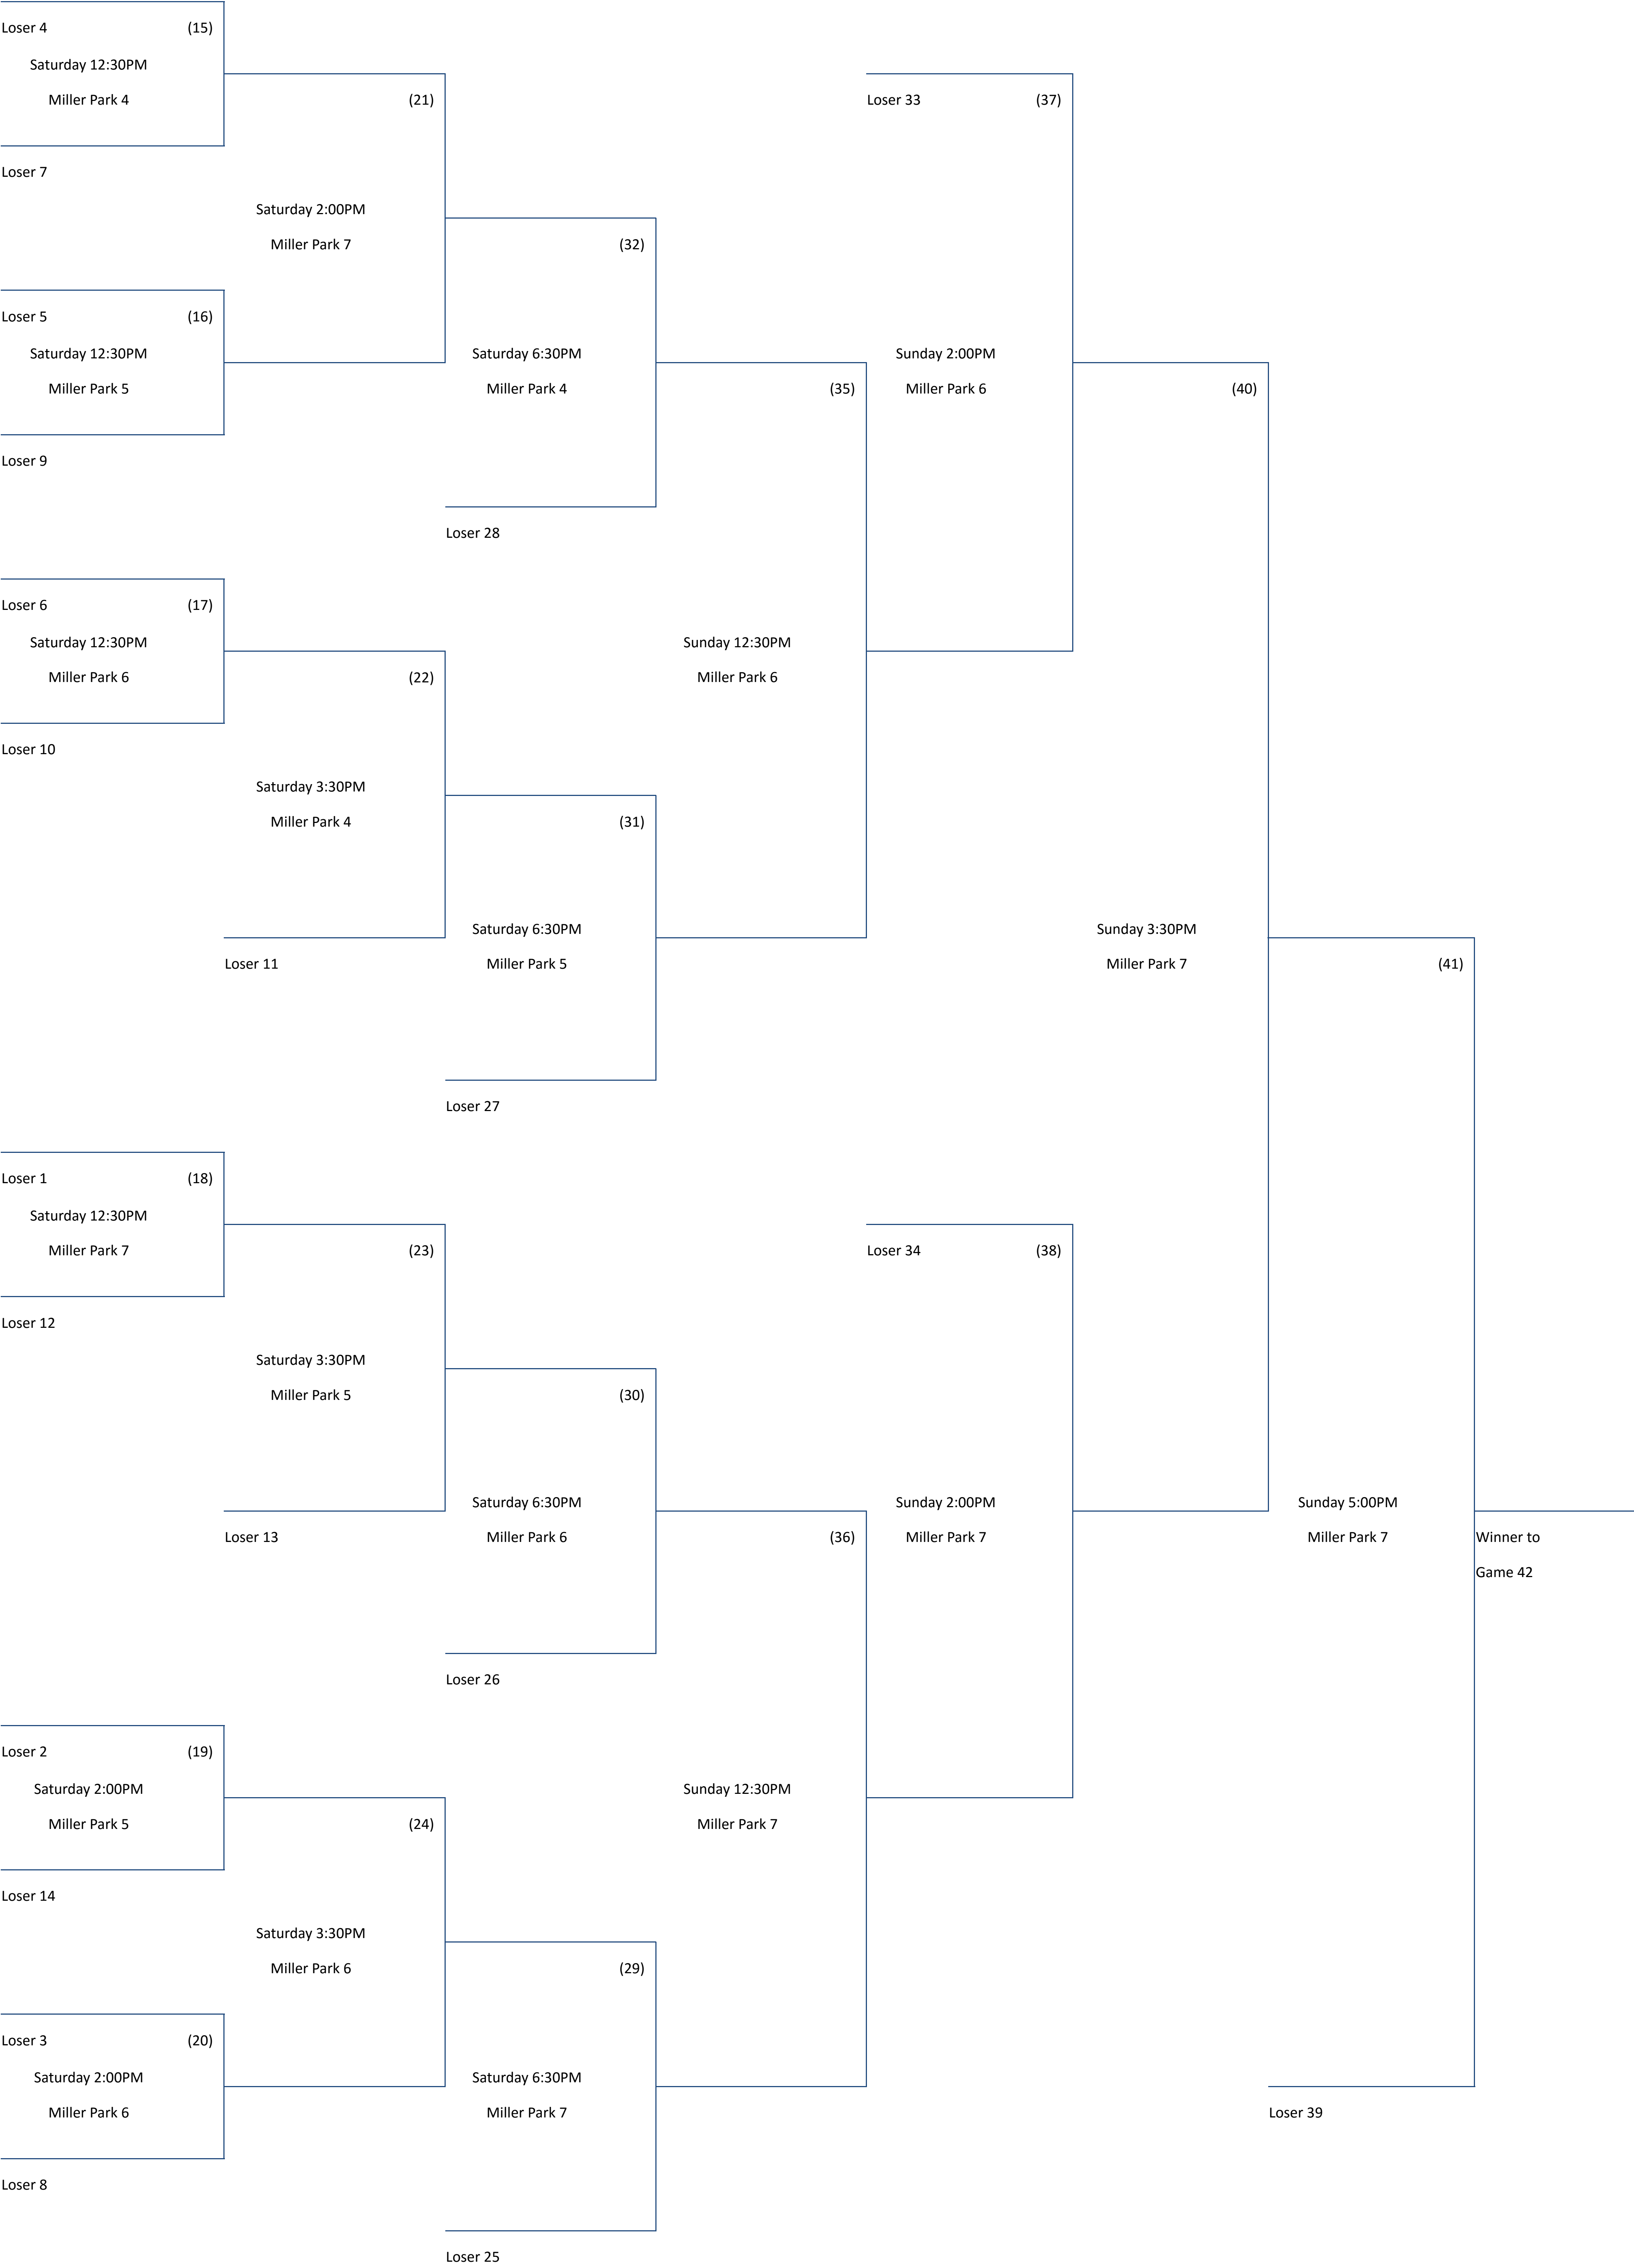 Loser 4 (15)
Saturday 12:30PM
Miller Park 4 (21) Loser 33 (37)
Loser 7
Saturday 2:00PM
Miller Park 7 (32)
Loser 5 (16)
Saturday 12:30PM Saturday 6:30PM Sunday 2:00PM
Miller Park 5 Miller Park 4 (35) Miller Park 6 (40)
Loser 9
Loser 28
Loser 6 (17)
Saturday 12:30PM Sunday 12:30PM
Miller Park 6 (22) Miller Park 6
Loser 10
Saturday 3:30PM
Miller Park 4 (31)
Saturday 6:30PM Sunday 3:30PM
Loser 11 Miller Park 5 Miller Park 7 (41)
Loser 27
Loser 1 (18)
Saturday 12:30PM
Miller Park 7 (23) Loser 34 (38)
Loser 12
Saturday 3:30PM
Miller Park 5 (30)
Saturday 6:30PM Sunday 2:00PM Sunday 5:00PM
Loser 13 Miller Park 6 (36) Miller Park 7 Miller Park 7 Winner to
Game 42
Loser 26
Loser 2 (19)
Saturday 2:00PM Sunday 12:30PM
Miller Park 5 (24) Miller Park 7
Loser 14
Saturday 3:30PM
Miller Park 6 (29)
Loser 3 (20)
Saturday 2:00PM Saturday 6:30PM
Miller Park 6 Miller Park 7 Loser 39
Loser 8
Loser 25